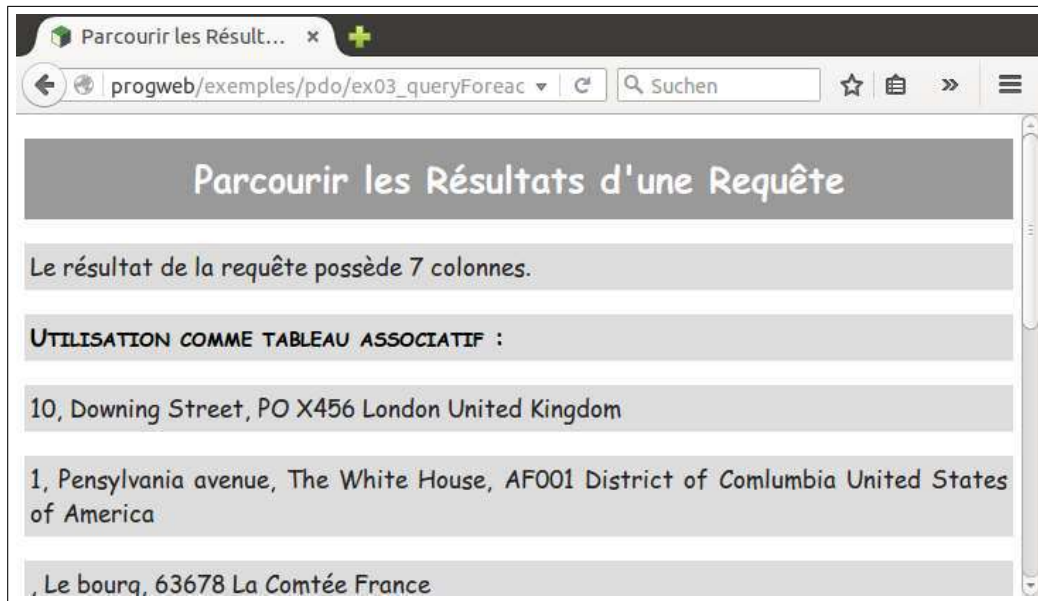 Parcourir les Résult...
progweb/exemples/pdo/ex03_queryForeac
Suchen
Parcourir les Résultats d'une Requête
Le résultat de la requête possède 7 colonnes.
UTILISATION COMME TABLEAU ASSOCIATIF :
10, Downing Street, PO X456 London United Kingdom
1, Pensylvania avenue, The White House, AF001 District of Comlumbia United States
of America
, Le bourg, 63678 La Comtée France